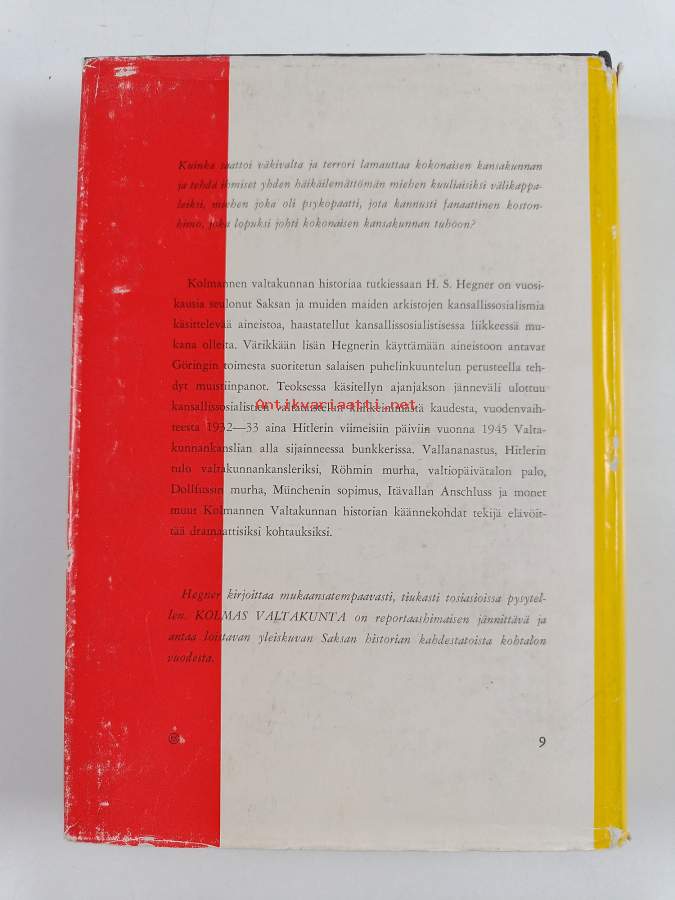 Kuinka saattoi väkivalta ja terrori lamauttaa kokonaisen kansakunnan
ja tehdä ihmiset yhden häikäilemättömän miehen kuuliaisiksi välikappa-
leiksi, miehen joka oli psykopaatti, jota kannusti fanaattinen koston-
himo, joka lopuksi johti kokonaisen kansakunnan tuhoon?
Kolmannen valtakunnan historiaa tutkiessaan H. S. Hegner on vuosi-
kausia seulonut Saksan ja muiden maiden arkistojen kansallissosialismia
käsittelevää aineistoa, haastatellut kansallissosialistisessa liikkeessä mu-
kana olleita. Värikkään lisän Hegnerin käyttämään aineistoon antavat
Göringin toimesta suoritetun salaisen puhelinkuuntelun perusteella teh-
dyt muistiinpanot. Teoksessa käsitellyn ajanjakson jänneväli ulottuu
Antikvariaatti.net
kansallissosialistien valtataistelun kiihkeimmästä kaudesta, vuodenvaih-
teesta 1932—33 aina Hitlerin viimeisiin päiviin vuonna 1945 Valta-
kunnankanslian alla sijainneessa bunkkerissa. Vallananastus, Hitlerin
tulo valtakunnankansleriksi, Röhmin murha, valtiopäivätalon palo,
Dollfussin murha, Münchenin sopimus, Itävallan Anschluss ja monet
muut Kolmannen Valtakunnan historian käännekohdat tekijä elävöit-
tää dramaattisiksi kohtauksiksi.
Hegner kirjoittaa mukaansatempaavasti, tiukasti tosiasioissa pysytel-
len. KOLMAS VALTAKUNTA on reportaashimaisen jännittävä ja
antaa loistavan yleiskuvan Saksan historian kahdestatoista kohtalon
vuodesta.
9